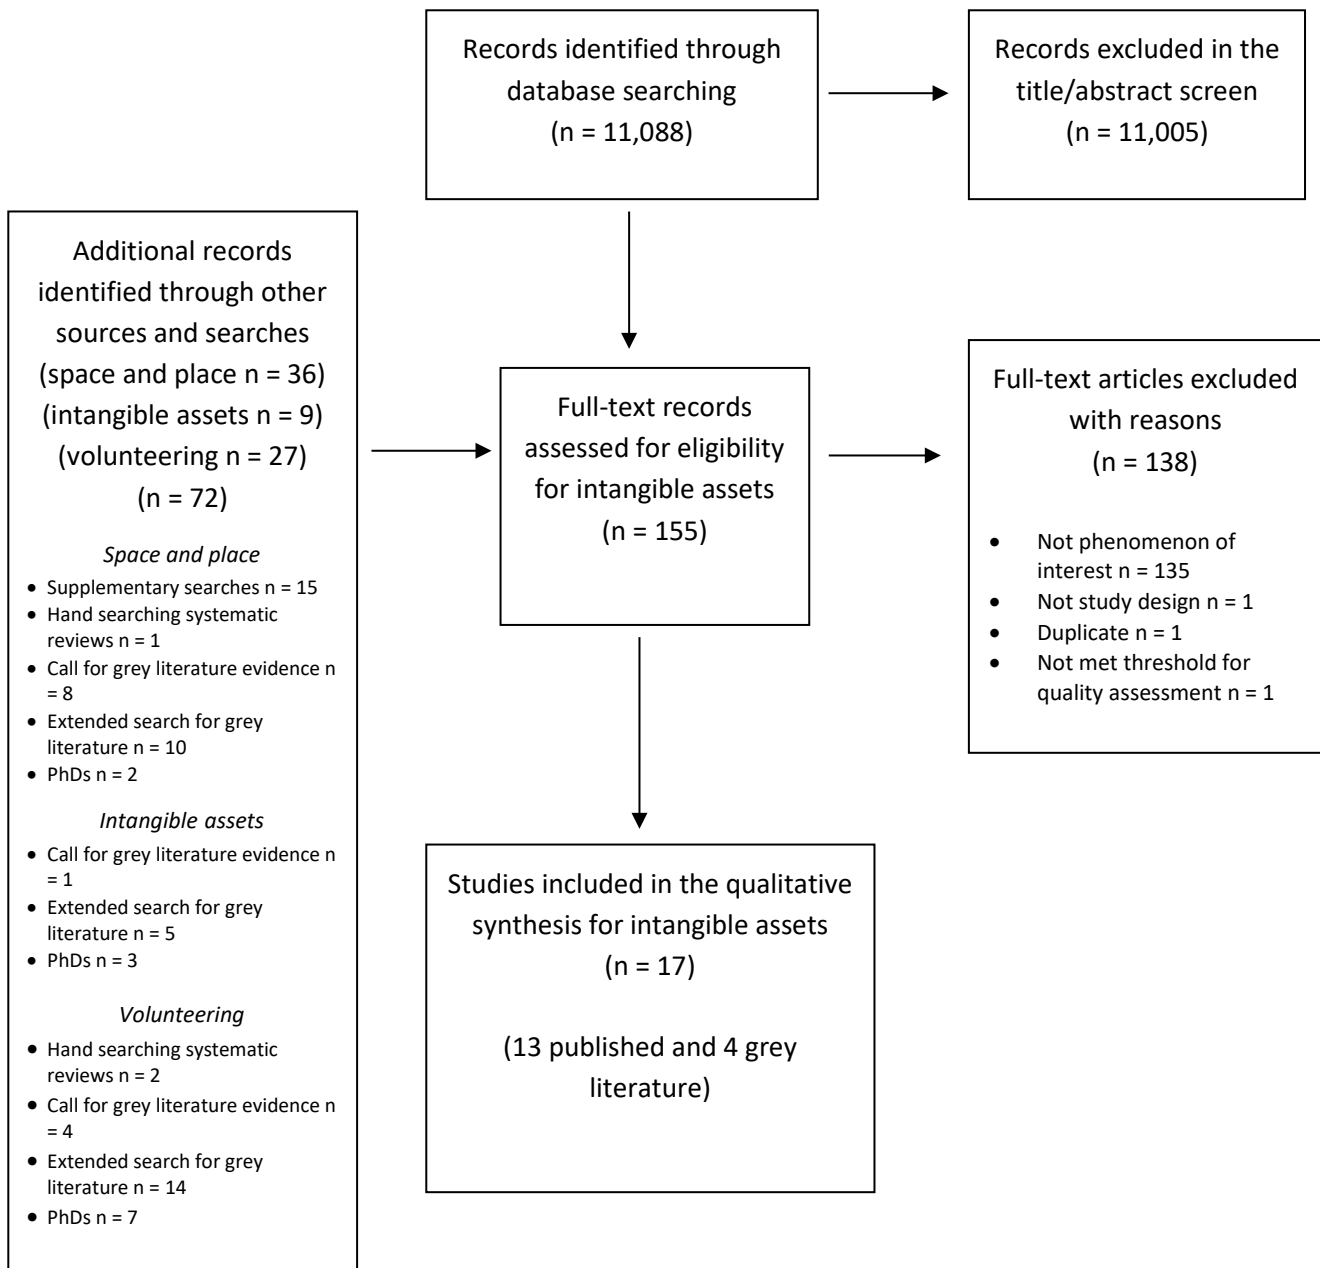 Records identified through
database searching
(n = 11,088)
Records excluded in the
title/abstract screen
(n = 11,005)
Additional records
identified through other
sources and searches
(space and place n = 36)
(intangible assets n = 9)
(volunteering n = 27)
(n = 72)
Space and place
• Supplementary searches n = 15
• Hand searching systematic
reviews n = 1
• Call for grey literature evidence n
= 8
• Extended search for grey
literature n = 10
• PhDs n = 2
Intangible assets
• Call for grey literature evidence n
= 1
• Extended search for grey
literature n = 5
• PhDs n = 3
Volunteering
• Hand searching systematic
reviews n = 2
• Call for grey literature evidence n
= 4
• Extended search for grey
literature n = 14
• PhDs n = 7
Full-text records
assessed for eligibility
for intangible assets
(n = 155)
Full-text articles excluded
with reasons
(n = 138)
• Not phenomenon of
interest n = 135
• Not study design n = 1
• Duplicate n = 1
• Not met threshold for
quality assessment n = 1
Studies included in the qualitative
synthesis for intangible assets
(n = 17)
(13 published and 4 grey
literature)